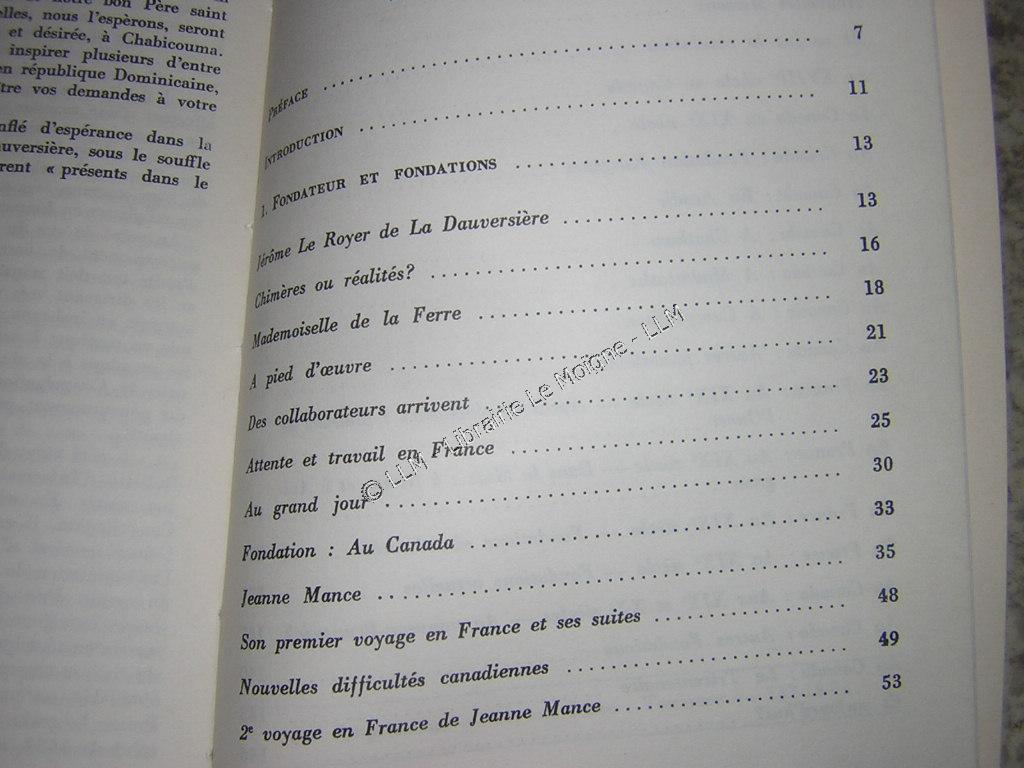 notre bon Père saint
elles, nous l'espèrons, seront
et désirée, à Chabicouma.
inspirer plusieurs d'entre
en république Dominicaine,
vos demandes à votre
d'espérance dans la
sous le souffle
« présents dans le
PRÉFACE ........ 7
INTRODUCTION ........ 11
I. FONDATEUR ET FONDATIONS ........ 13
Jérôme Le Royer de La Dauversière ........ 13
Chimères ou réalités? ........ 16
Mademoiselle de la Ferre ........ 18
A pied d'œuvre ........ 21
Des collaborateurs arrivent ........ 23
Attente et travail en France ........ 25
Au grand jour ........ 30
Fondation : Au Canada ........ 33
Jeanne Mance ........ 35
Son premier voyage en France et ses suites ........ 48
Nouvelles difficultés canadiennes ........ 49
2e voyage en France de Jeanne Mance ........ 53
© LLM - Librairie Le Moigne - LLM